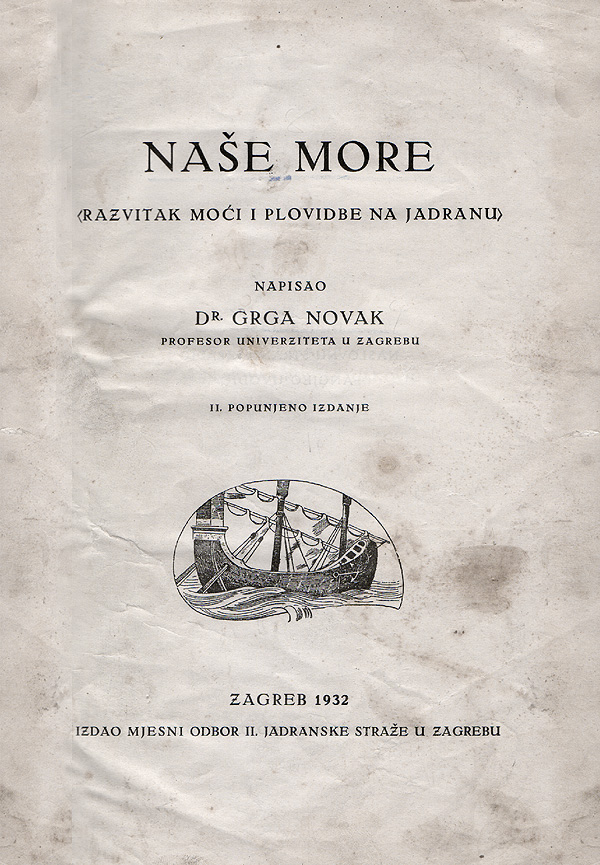 NAŠE MORE
⟨RAZVITAK MOĆI I PLOVIDBE NA JADRANU⟩
NAPISAO
DR. GRGA NOVAK
PROFESOR UNIVERZITETA U ZAGREBU
II. POPUNJENO IZDANJE
ZAGREB 1932
IZDAO MJESNI ODBOR II. JADRANSKE STRAŽE U ZAGREBU